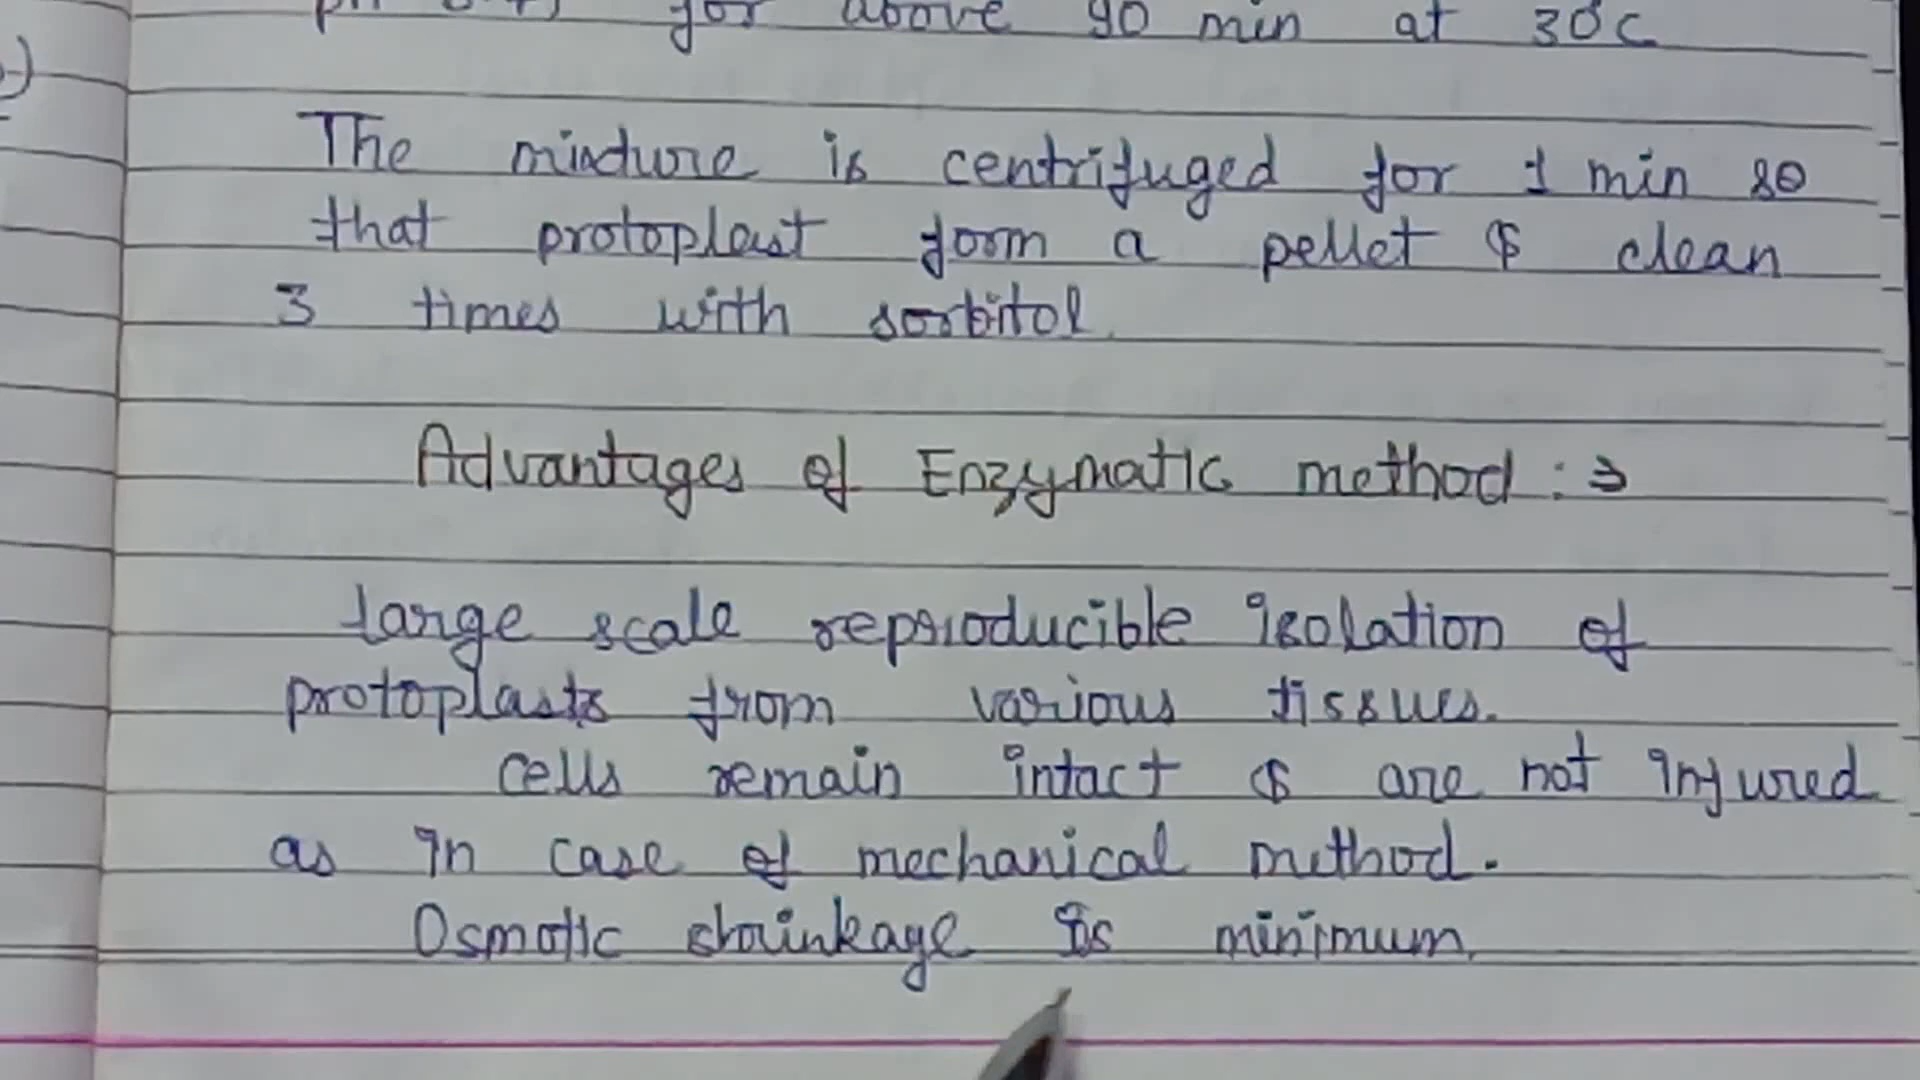 for above 90 min at 30°C
The mixture is centrifuged for 1 min so
that protoplast form a pellet & clean
3 times with sorbitol.
Advantages of Enzymatic method :⇒
large scale reproducible isolation of
protoplasts from various tissues.
cells remain intact & are not injured
as in case of mechanical method.
Osmotic shrinkage is minimum.